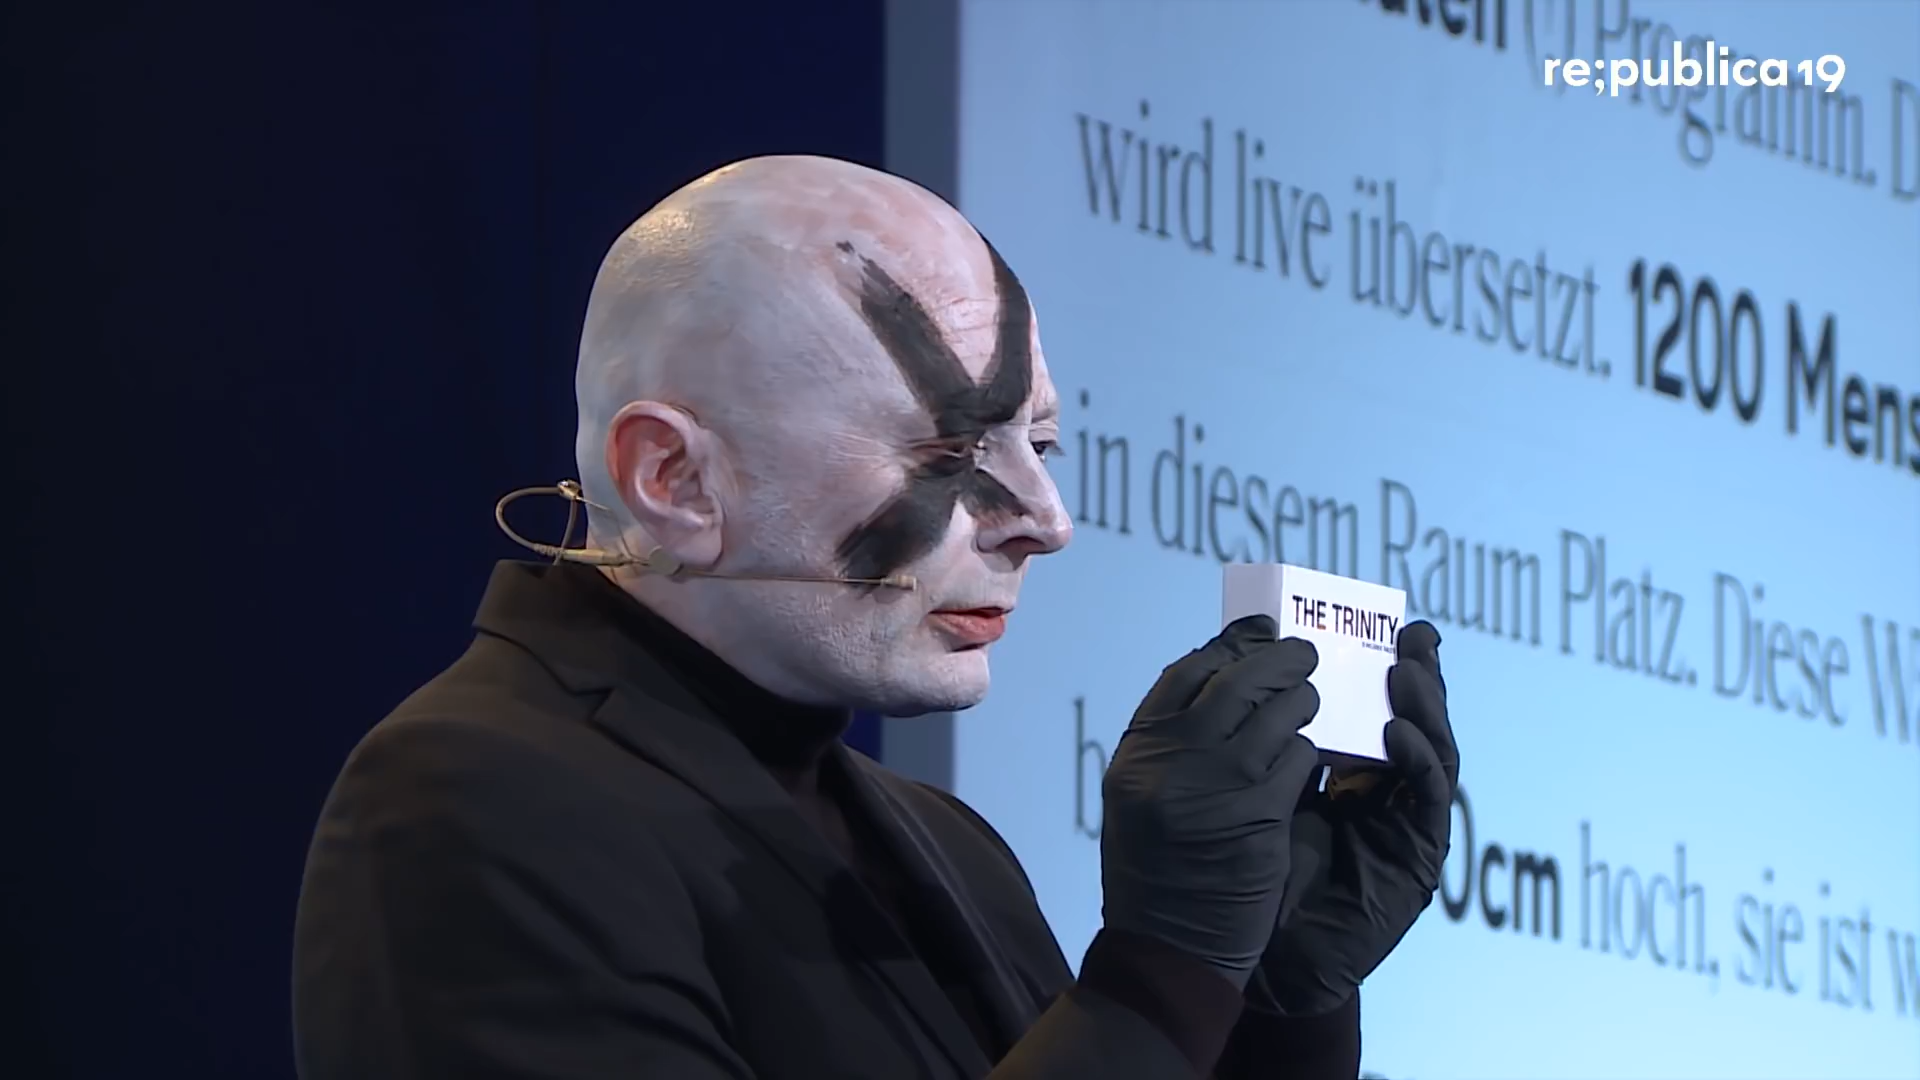 re;publica 19
Programm. D
wird live übersetzt. 1200 Mens
in diesem Raum Platz. Diese W
b
0cm hoch, sie ist w
THE TRINITY